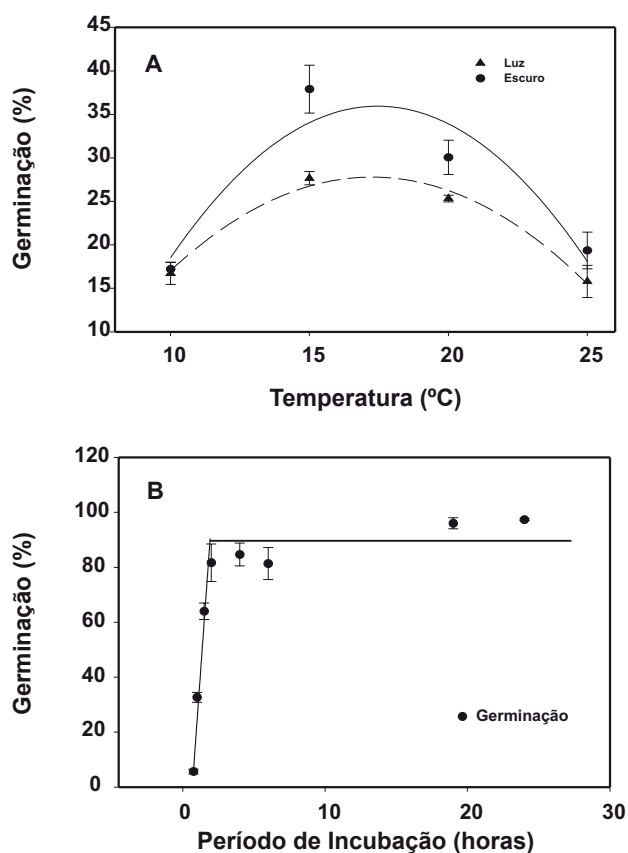 45
A
Luz
40
Escuro
35
30
25
20
15
10
10 15 20 25
Germinação (%)
Temperatura (ºC)
120
B
100
80
60
40
20
0
Germinação
0 10 20 30
Germinação (%)
Período de Incubação (horas)